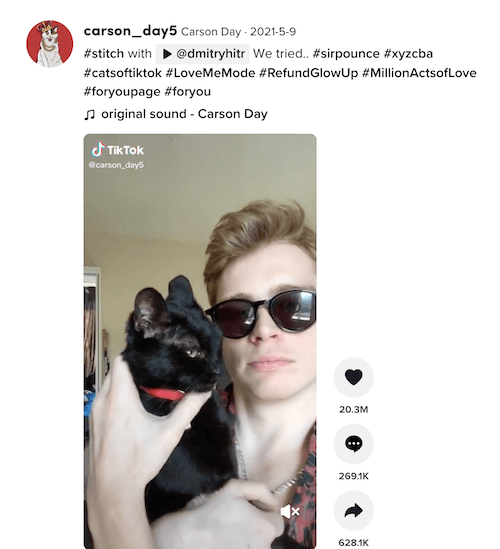 carson_day5 Carson Day · 2021-5-9
#stitch with ▶ @dmitryhitr We tried.. #sirpounce #xyzcba
#catsoftiktok #LoveMeMode #RefundGlowUp #MillionActsofLove
#foryoupage #foryou
♫ original sound - Carson Day
TikTok
@carson_day5
20.3M
269.1K
628.1K